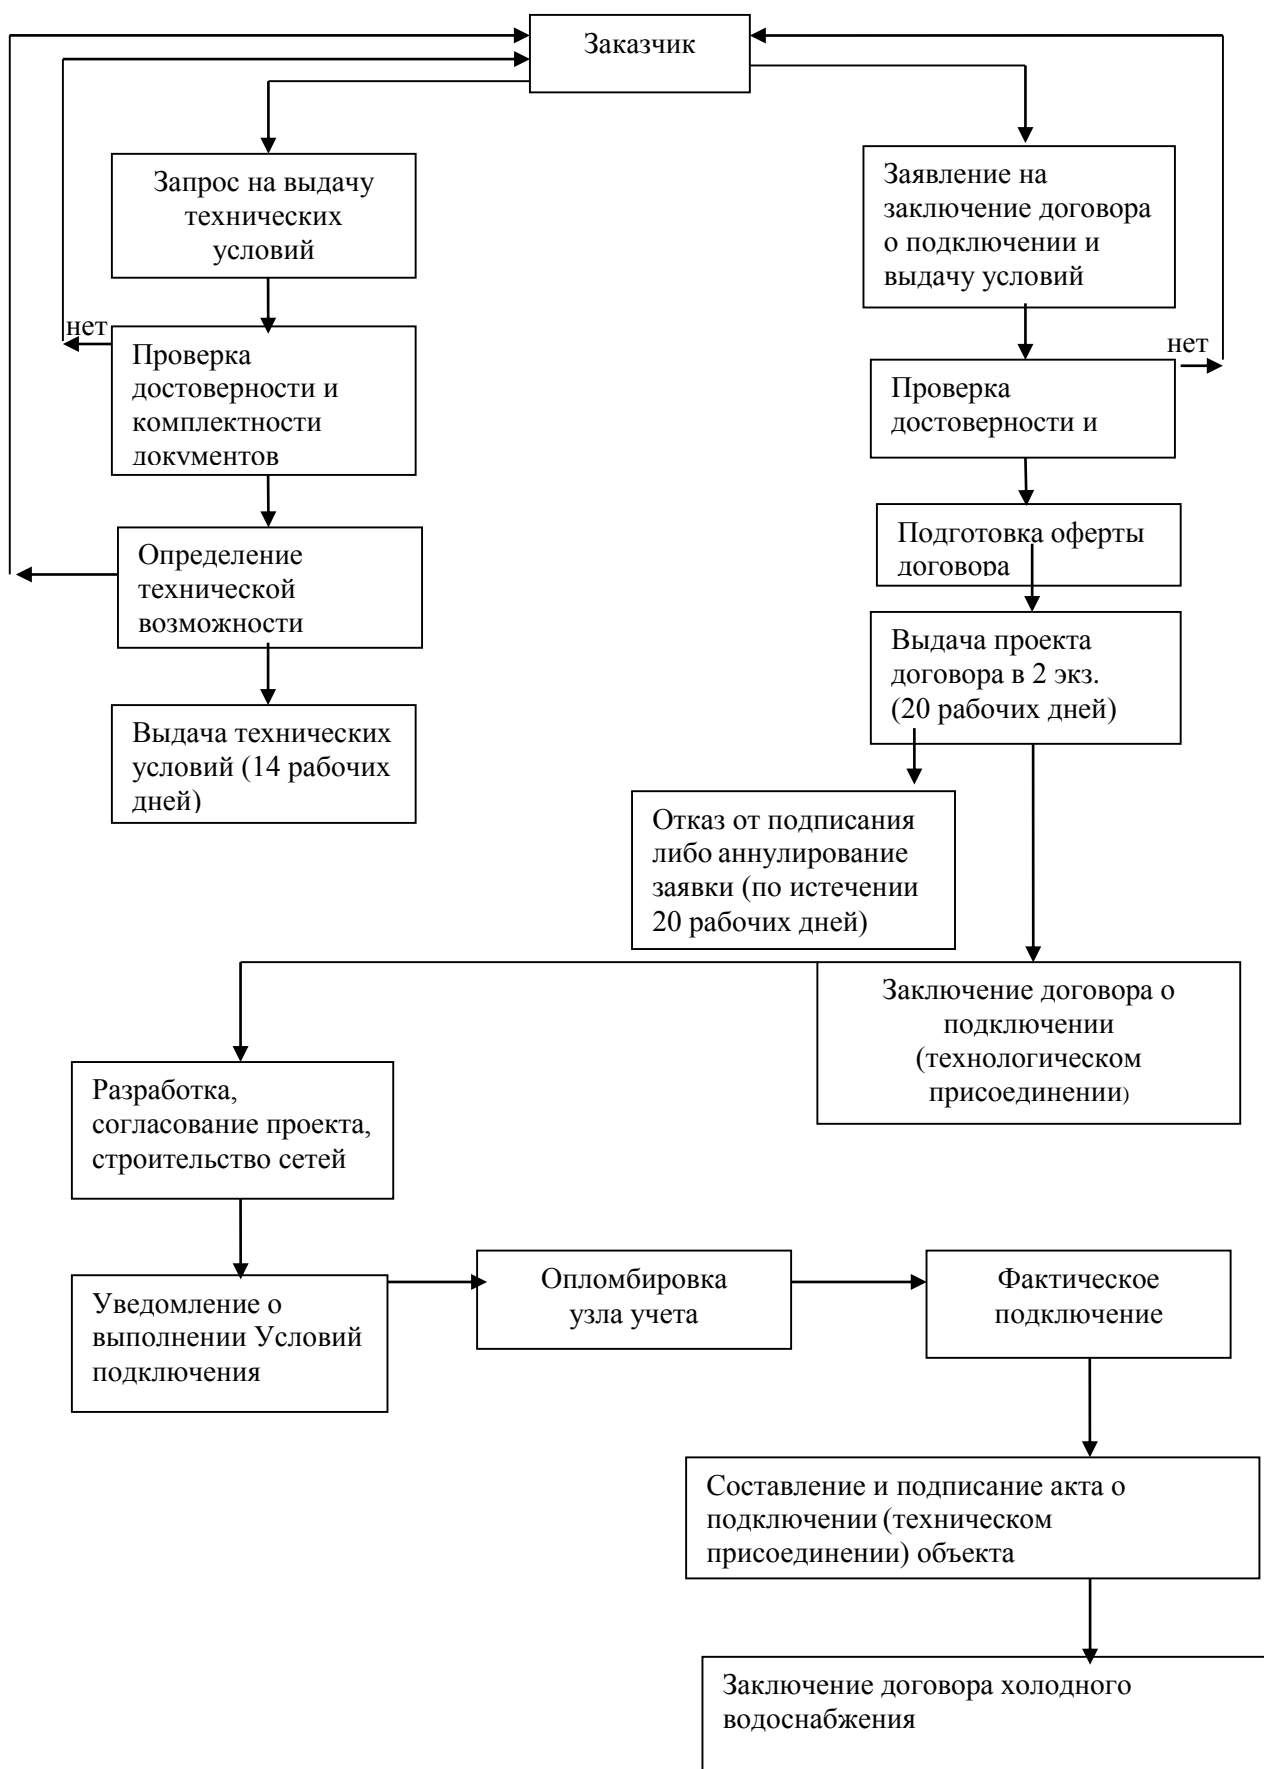 Заказчик
Запрос на выдачу
технических
условий
Заявление на
заключение договора
о подключении и
выдачу условий
нет
Проверка
достоверности и
комплектности
документов
нет
Проверка
достоверности и
Определение
технической
возможности
Подготовка оферты
договора
Выдача проекта
договора в 2 экз.
(20 рабочих дней)
Выдача технических
условий (14 рабочих
дней)
Отказ от подписания
либо аннулирование
заявки (по истечении
20 рабочих дней)
Заключение договора о
подключении
(технологическом
присоединении)
Разработка,
согласование проекта,
строительство сетей
Уведомление о
выполнении Условий
подключения
Опломбировка
узла учета
Фактическое
подключение
Составление и подписание акта о
подключении (техническом
присоединении) объекта
Заключение договора холодного
водоснабжения